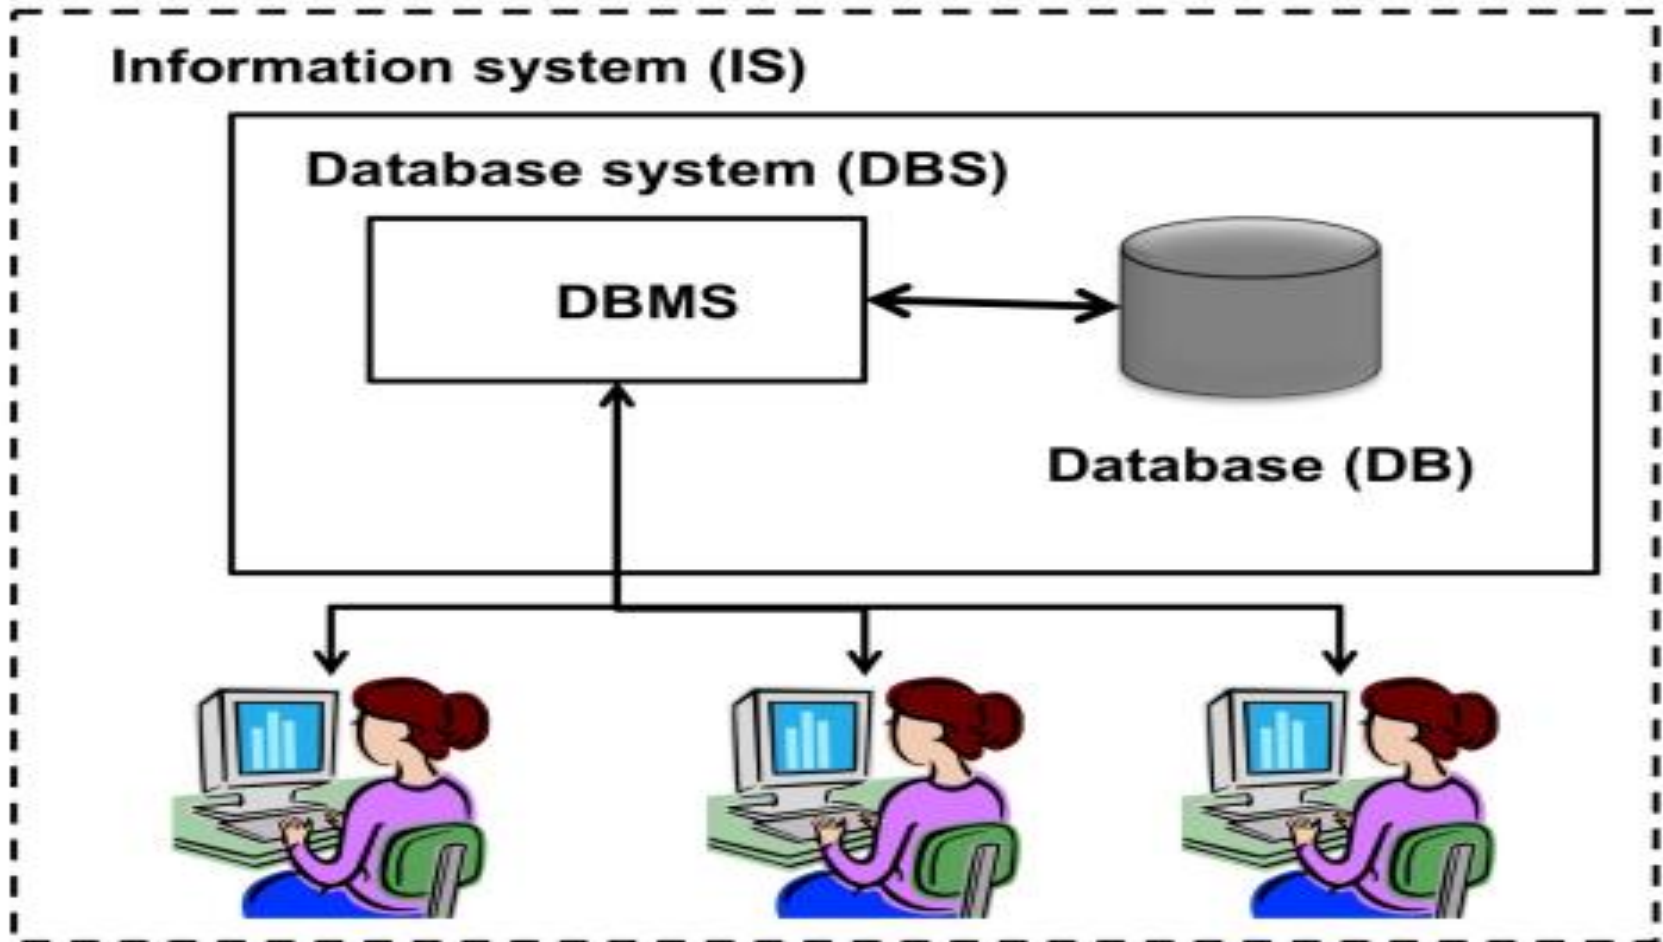 Information system (IS)
Database system (DBS)
DBMS
Database (DB)